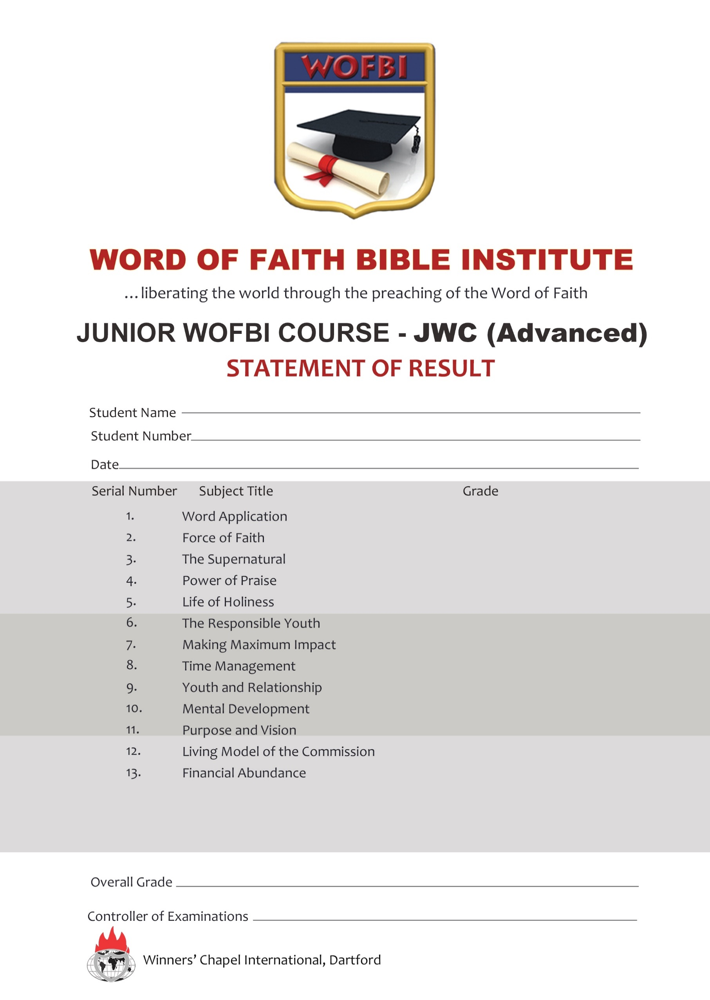 WOFBI
WORD OF FAITH BIBLE INSTITUTE
...liberating the world through the preaching of the Word of Faith
JUNIOR WOFBI COURSE - JWC (Advanced)
STATEMENT OF RESULT
Student Name
Student Number
Date
Serial Number Subject Title Grade
1. Word Application
2. Force of Faith
3. The Supernatural
4. Power of Praise
5. Life of Holiness
6. The Responsible Youth
7. Making Maximum Impact
8. Time Management
9. Youth and Relationship
10. Mental Development
11. Purpose and Vision
12. Living Model of the Commission
13. Financial Abundance
Overall Grade
Controller of Examinations
Winners’ Chapel International, Dartford